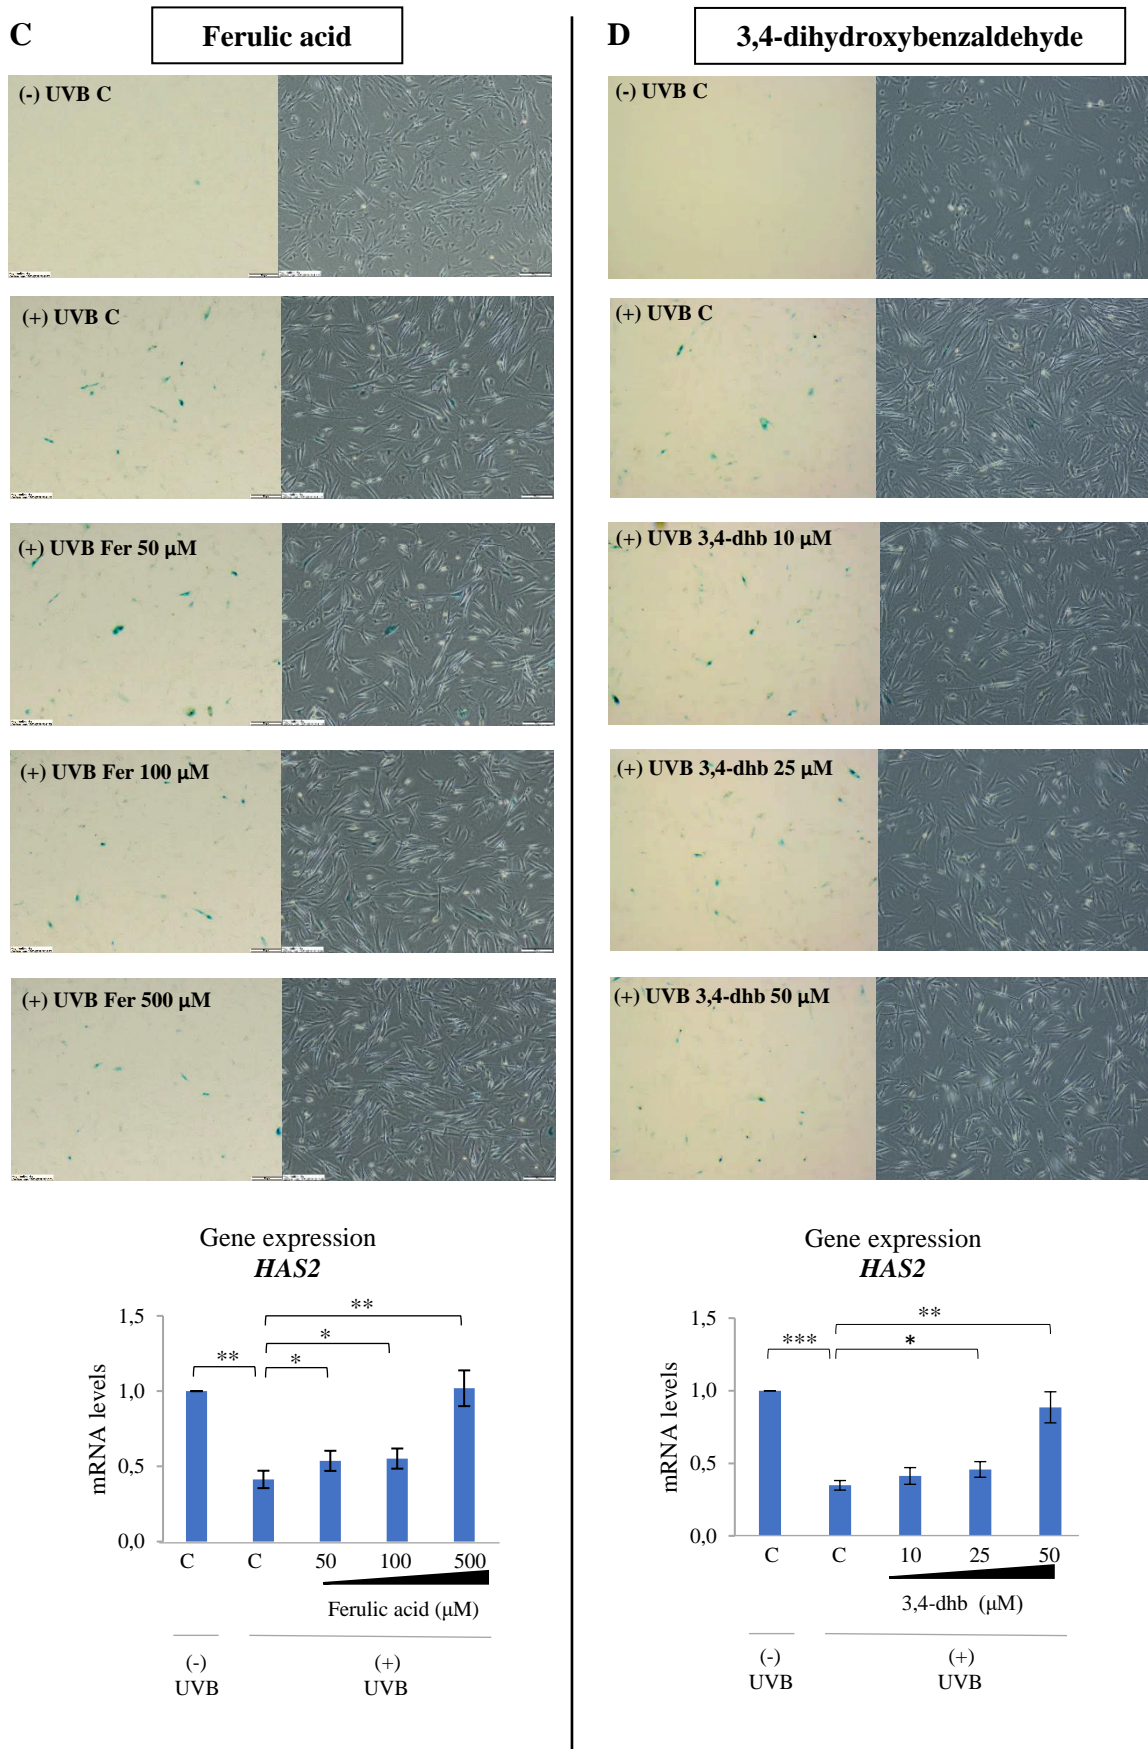 C
Ferulic acid
(-) UVB C
(+) UVB C
(+) UVB Fer 50 μM
(+) UVB Fer 100 μM
(+) UVB Fer 500 μM
Gene expression
HAS2
**
*
** *
1,5
1,0
0,5
0,0
mRNA levels
C C 50 100 500
Ferulic acid (μM)
(-) (+)
UVB UVB
D
3,4-dihydroxybenzaldehyde
(-) UVB C
(+) UVB C
(+) UVB 3,4-dhb 10 μM
(+) UVB 3,4-dhb 25 μM
(+) UVB 3,4-dhb 50 μM
Gene expression
HAS2
**
*** *
1,5
1,0
0,5
0,0
mRNA levels
C C 10 25 50
3,4-dhb (μM)
(-) (+)
UVB UVB